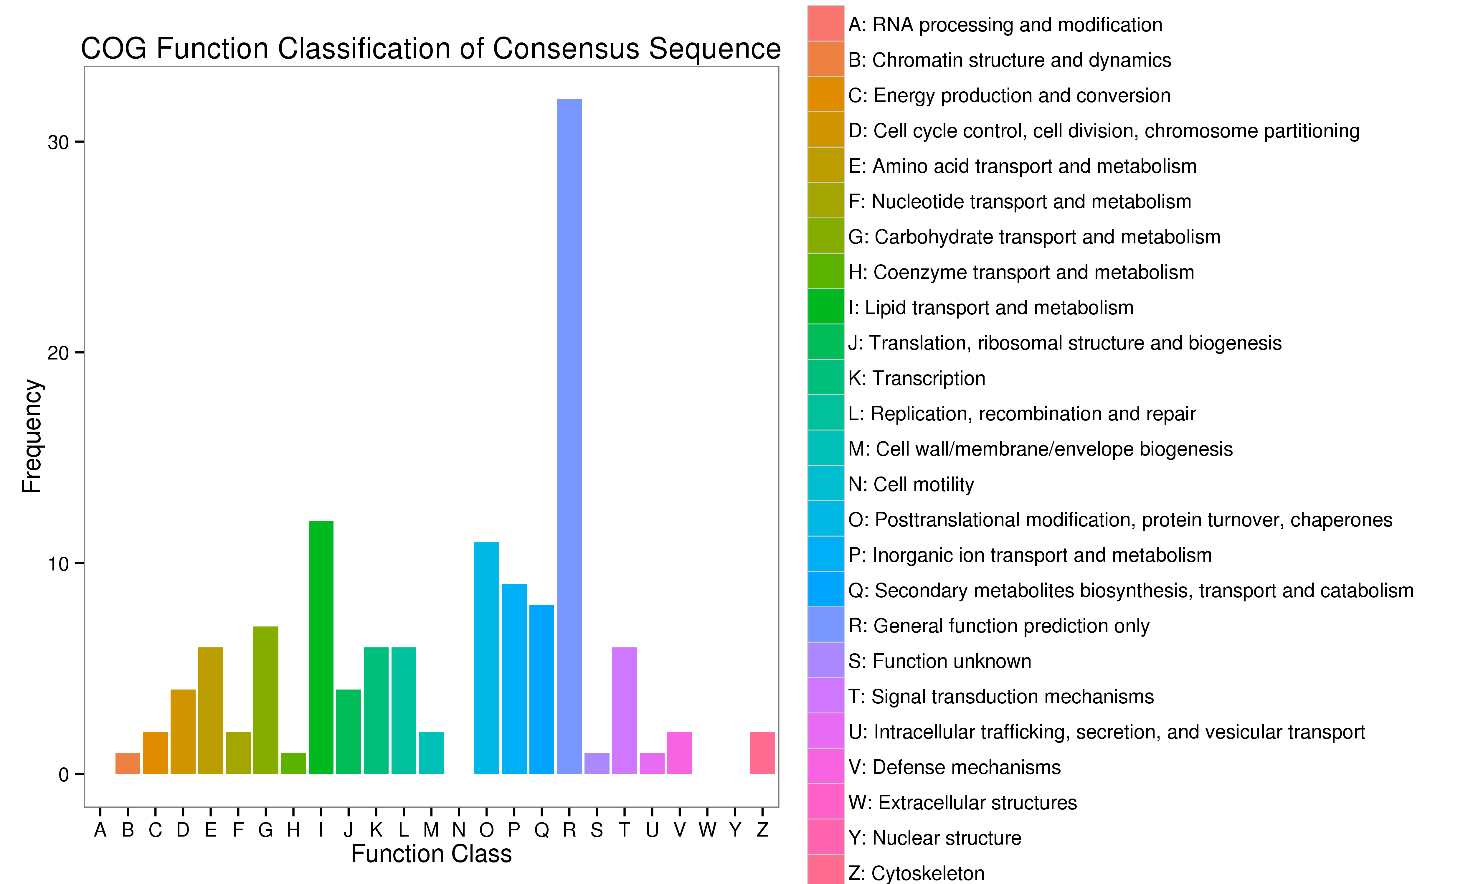 COG Function Classification of Consensus Sequence
Frequency
30
20
10
0
A B C D E F G H I J K L M N O P Q R S T U V W Y Z
Function Class
A: RNA processing and modification
B: Chromatin structure and dynamics
C: Energy production and conversion
D: Cell cycle control, cell division, chromosome partitioning
E: Amino acid transport and metabolism
F: Nucleotide transport and metabolism
G: Carbohydrate transport and metabolism
H: Coenzyme transport and metabolism
I: Lipid transport and metabolism
J: Translation, ribosomal structure and biogenesis
K: Transcription
L: Replication, recombination and repair
M: Cell wall/membrane/envelope biogenesis
N: Cell motility
O: Posttranslational modification, protein turnover, chaperones
P: Inorganic ion transport and metabolism
Q: Secondary metabolites biosynthesis, transport and catabolism
R: General function prediction only
S: Function unknown
T: Signal transduction mechanisms
U: Intracellular trafficking, secretion, and vesicular transport
V: Defense mechanisms
W: Extracellular structures
Y: Nuclear structure
Z: Cytoskeleton